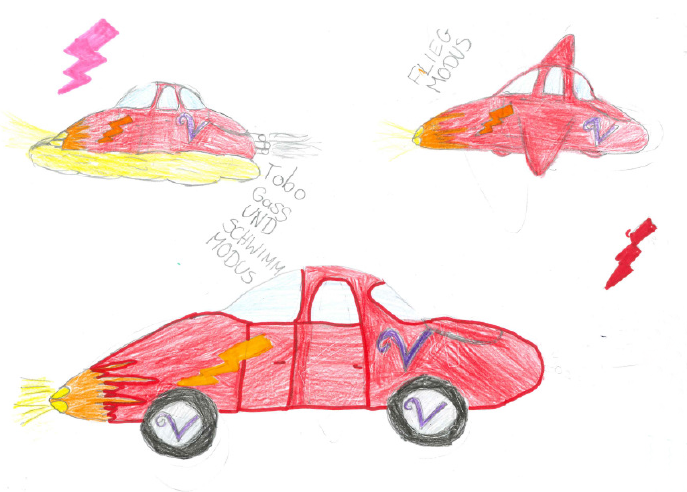 FLIEG
MODUS
Tobo
Gass
UND
SCHWIMM
MODUS
V
V
V
V
V